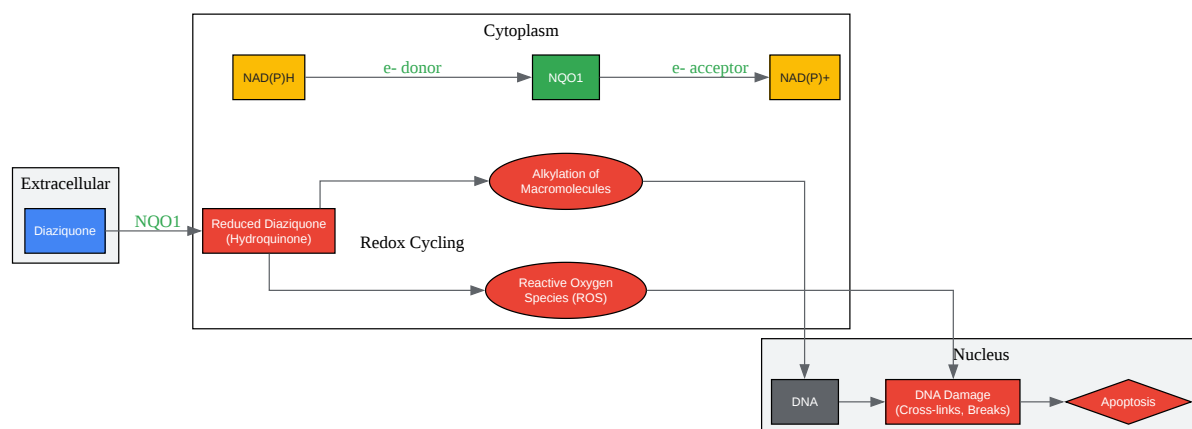 Cytoplasm
NAD(P)H
e- donor
NQO1
e- acceptor
NAD(P)+
Extracellular
Diaziquone
NQO1
Reduced Diaziquone
(Hydroquinone)
Alkylation of
Macromolecules
Redox Cycling
Reactive Oxygen
Species (ROS)
Nucleus
DNA
DNA Damage
(Cross-links, Breaks)
Apoptosis